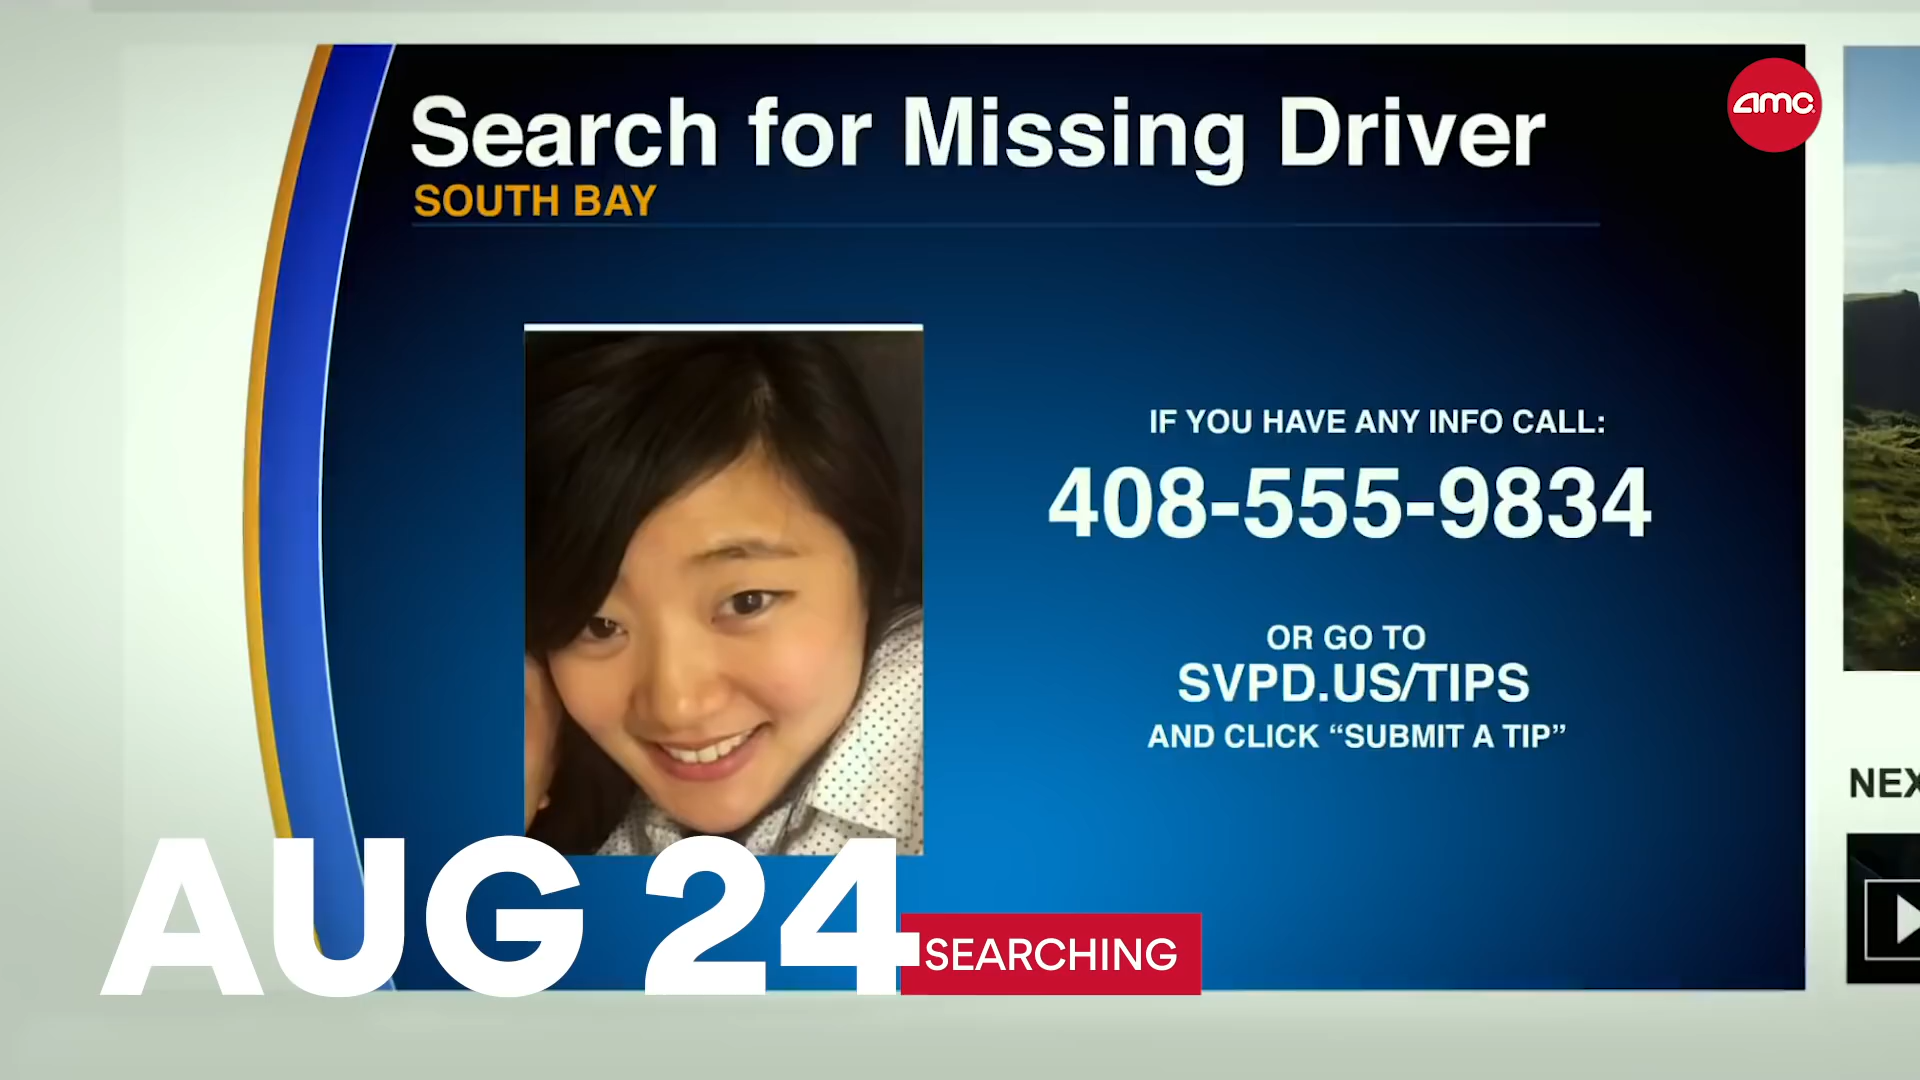 Search for Missing Driver
amc
SOUTH BAY
IF YOU HAVE ANY INFO CALL:
408-555-9834
OR GO TO
SVPD.US/TIPS
AND CLICK “SUBMIT A TIP”
NEX
AUG 24
SEARCHING